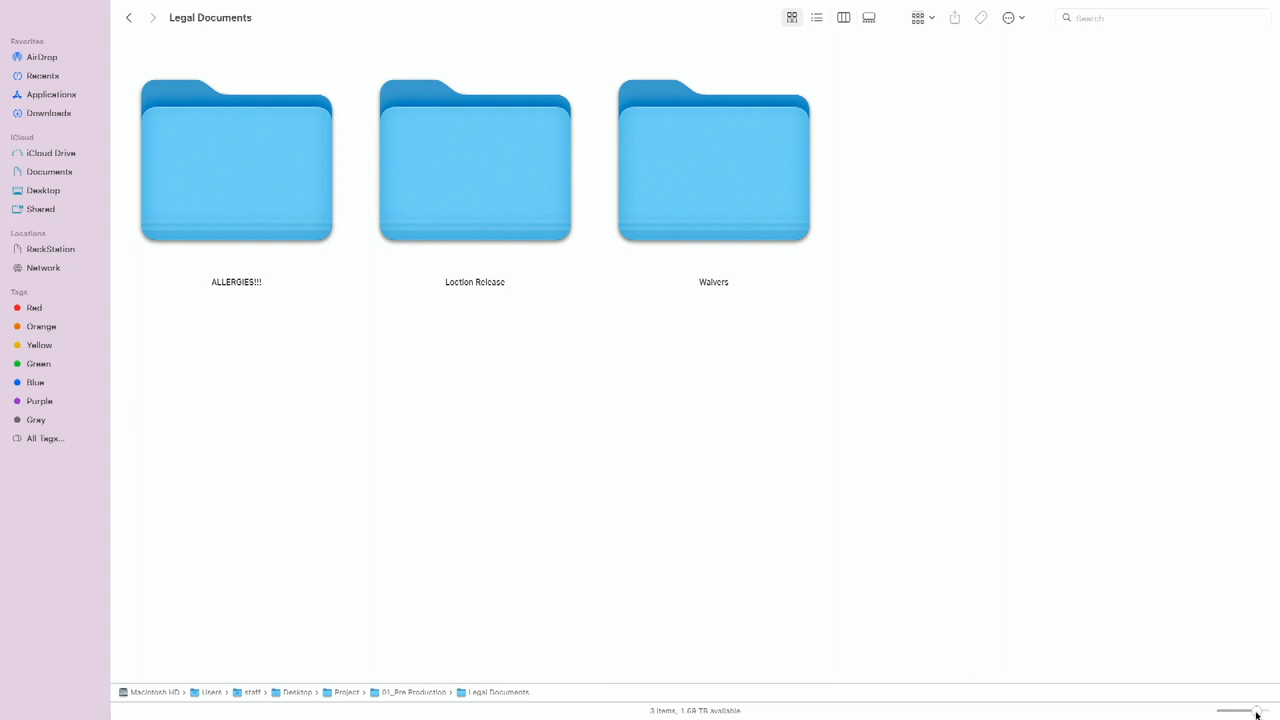 Legal Documents
Search
Favorites
AirDrop
Recents
Applications
Downloads
iCloud
iCloud Drive
Documents
Desktop
Shared
Locations
RackStation
Network
Tags
Red
Orange
Yellow
Green
Blue
Purple
Gray
All Tags...
ALLERGIES!!!
Loction Release
Waivers
Macintosh HD › Users › staff › Desktop › Project › 01_Pre Production › Legal Documents
3 items, 1.68 TB available